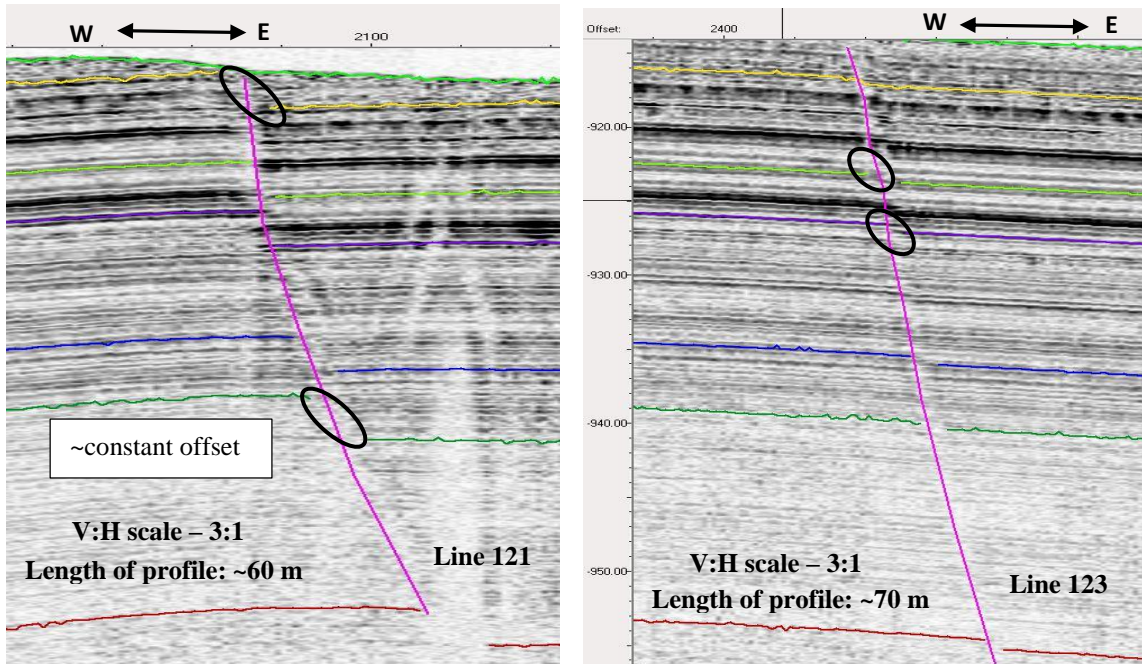 W E
2100
~constant offset
V:H scale – 3:1
Length of profile: ~60 m
Line 121
W E
Offset: 2400
-920.00
-930.00
-940.00
-950.00
V:H scale – 3:1
Length of profile: ~70 m
Line 123